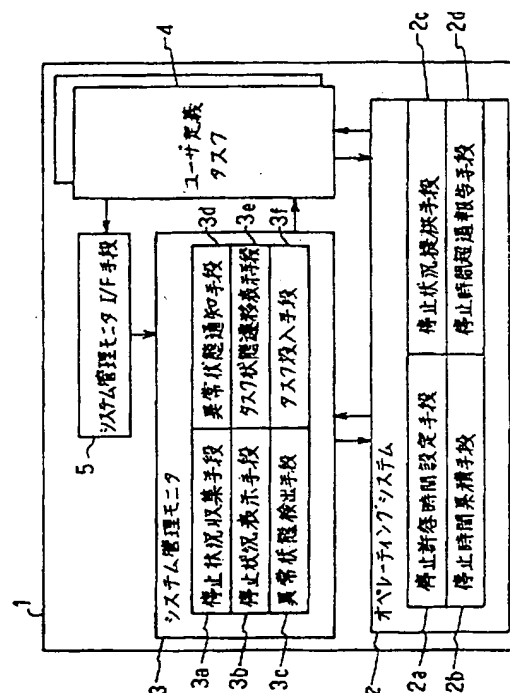 1
5
システム管理モニタI/F手段
4
ユーザ定義
タスク
3
システム管理モニタ
3a
停止状況収集手段
異常状態通知手段
3d
3b
停止状況表示手段
タスク状態遷移表示手段
3e
3c
異常状態検出手段
タスク投入手段
3f
2
オペレーティングシステム
2a
停止許容時間設定手段
停止状況提供手段
2c
2b
停止時間累積手段
停止時間超過報告手段
2d